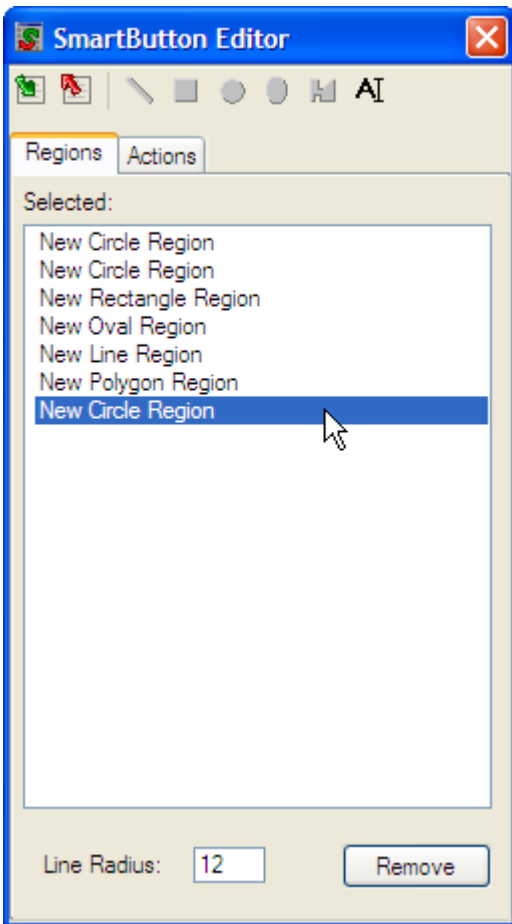 SmartButton Editor
AI
Regions Actions
Selected:
New Circle Region
New Circle Region
New Rectangle Region
New Oval Region
New Line Region
New Polygon Region
New Circle Region
Line Radius: 12 Remove